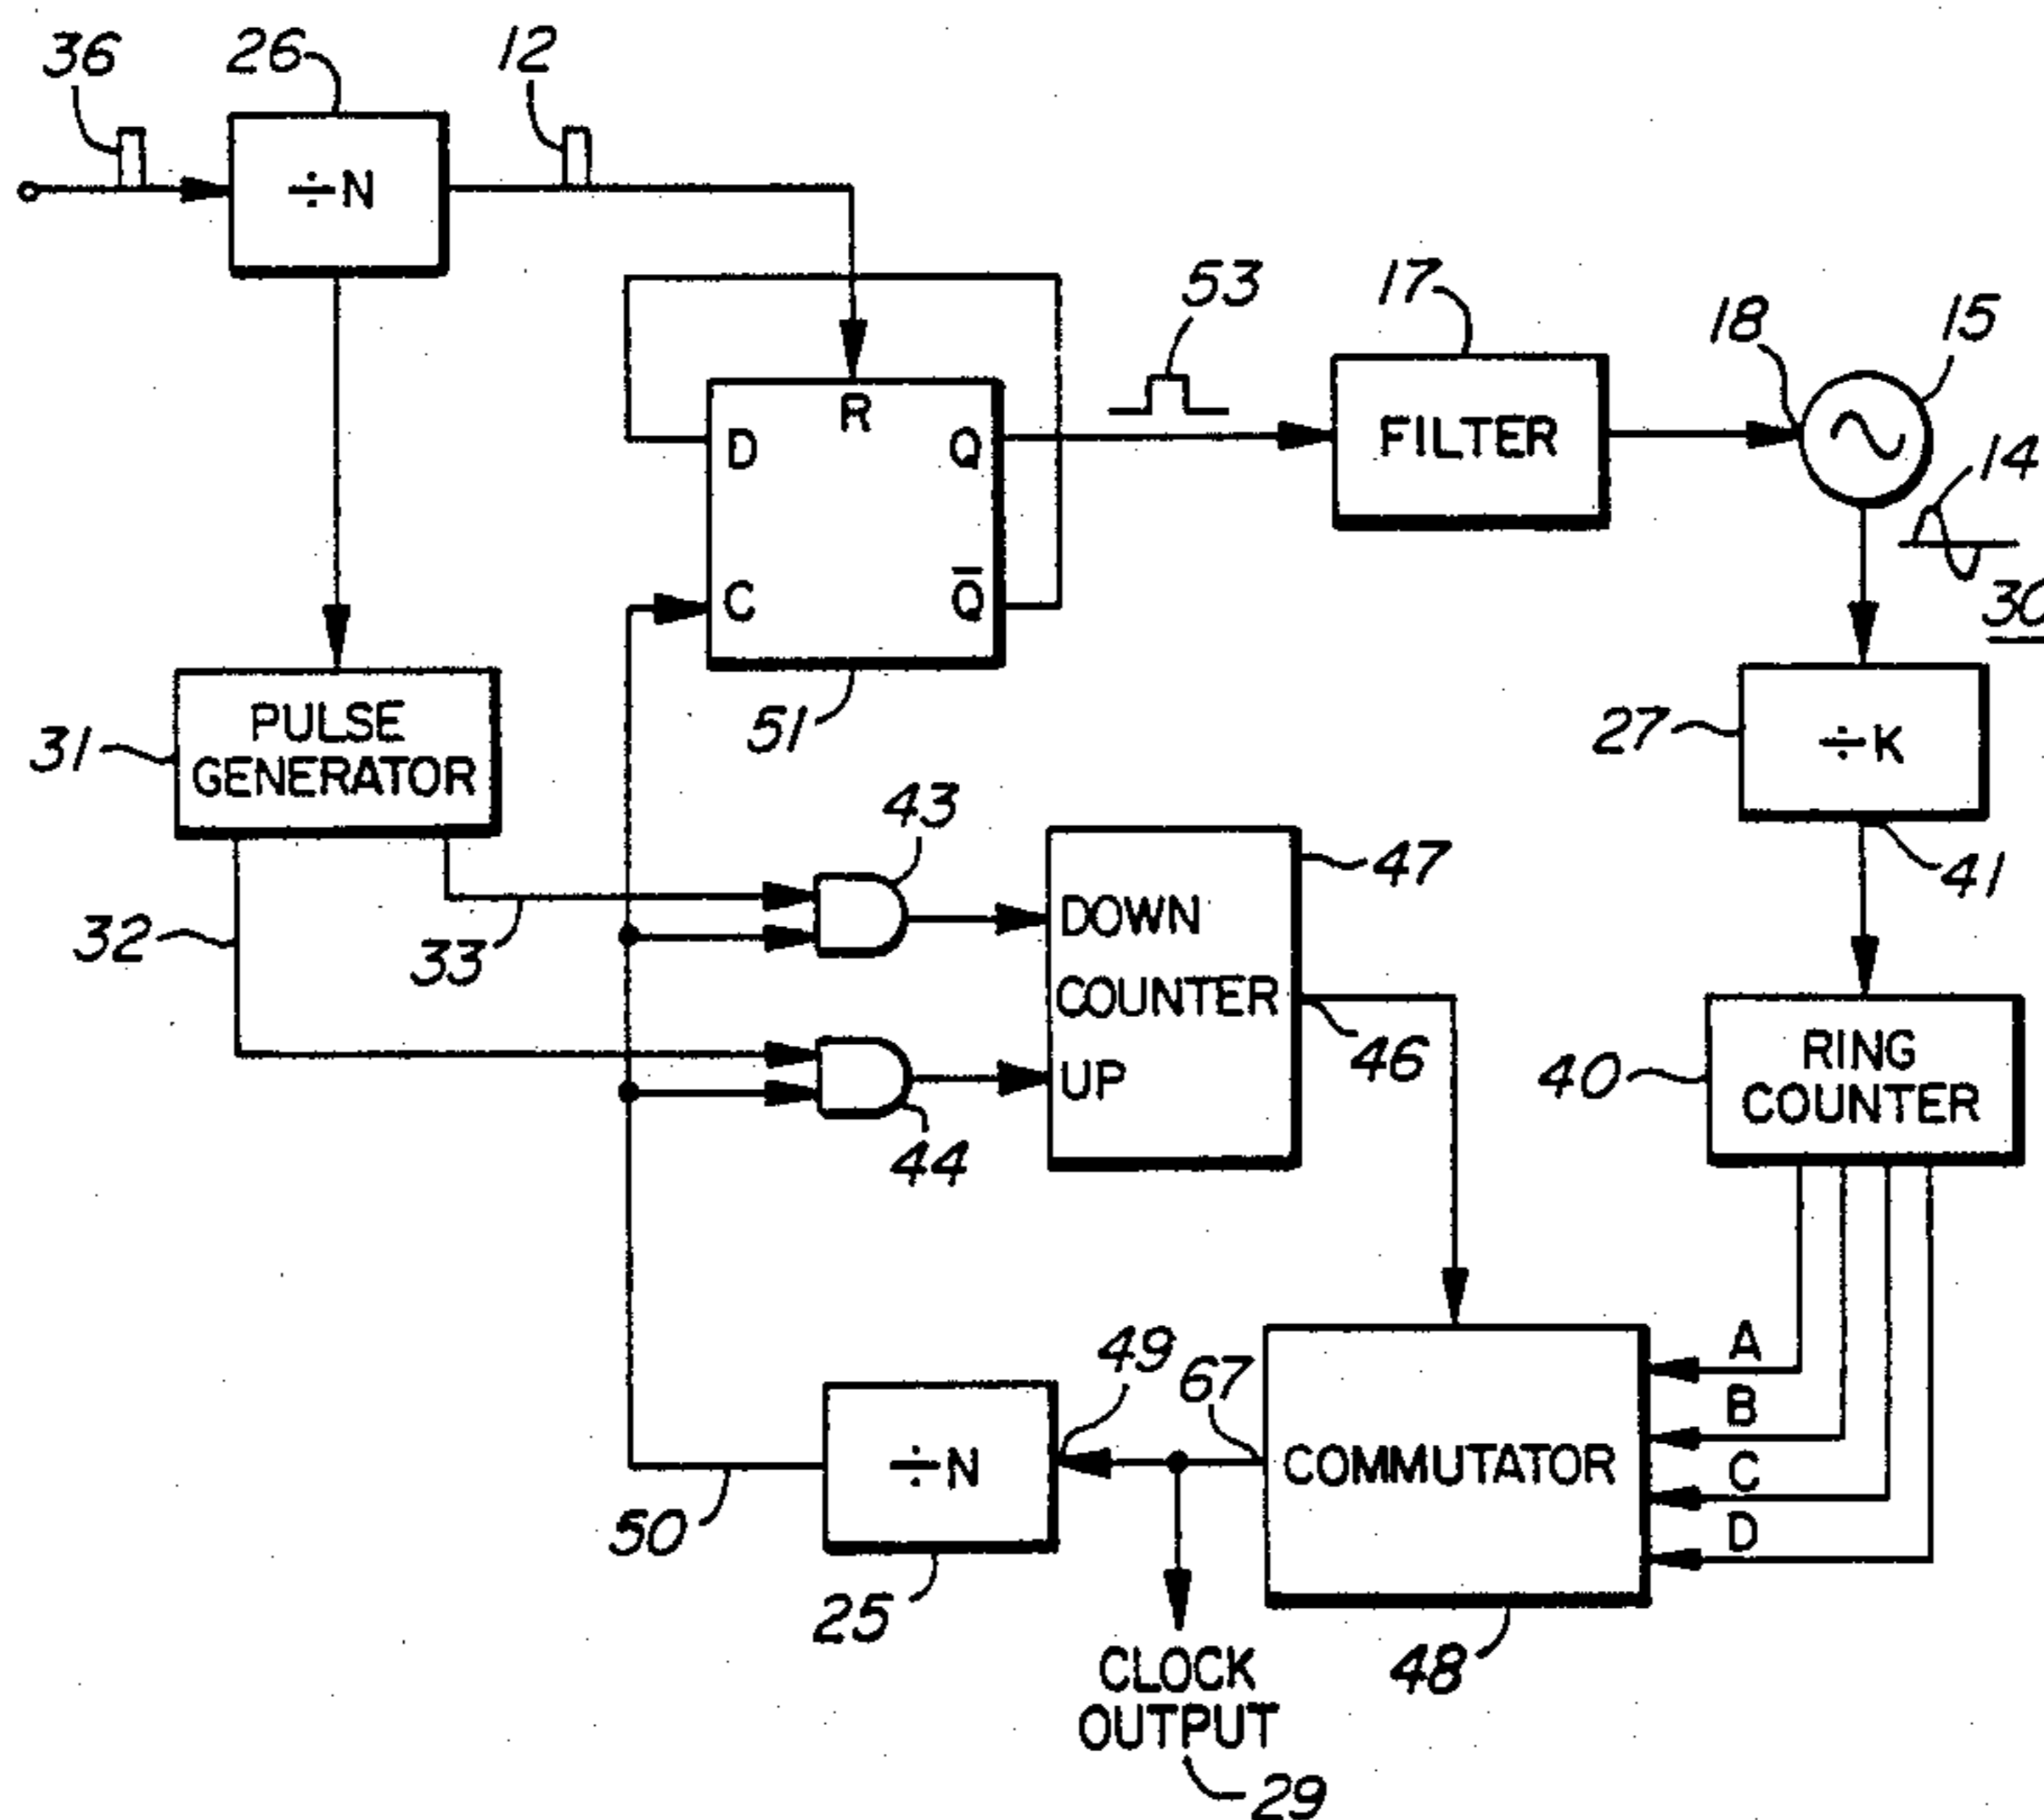 36
26
12
÷N
53
17
18
15
14
30
D
R
Q
FILTER
C
Q̅
51
31
PULSE
GENERATOR
27
÷K
41
43
47
32
33
DOWN
COUNTER
UP
46
44
40
RING
COUNTER
A
B
C
D
49
67
÷N
COMMUTATOR
50
25
CLOCK
OUTPUT
48
29